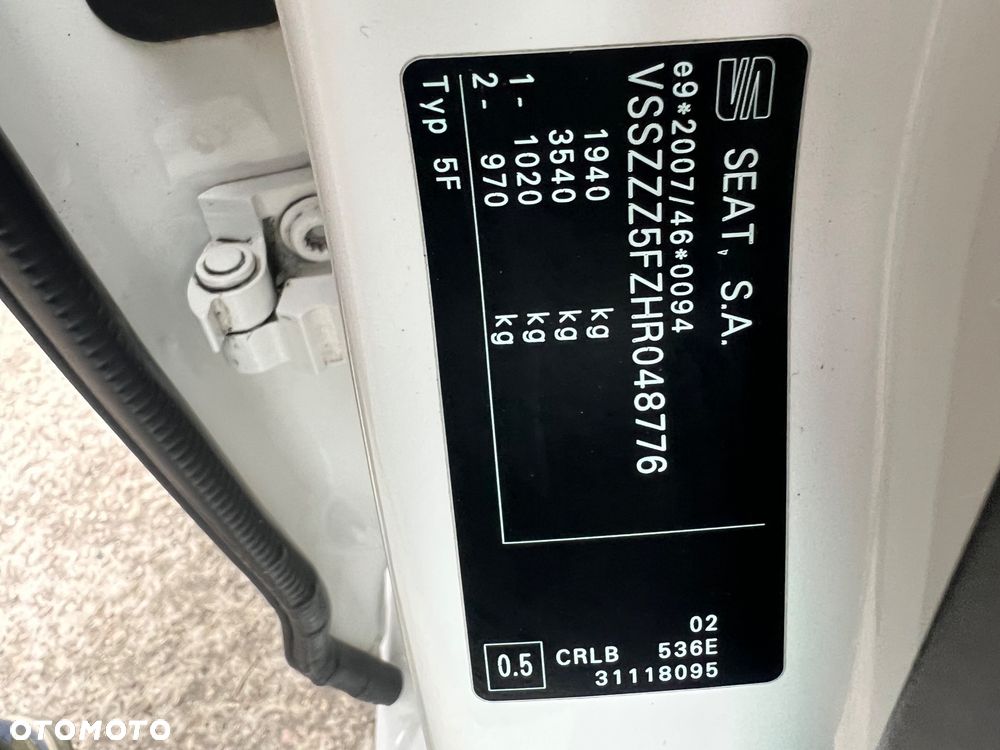 SEAT, S.A.
e9*2007/46*0094
VSSZZZ5FZHR048776
1940 kg
3540 kg
1- 1020 kg
2- 970 kg
Typ 5F
02
536E
CRLB
31118095
0.5
OTOMOTO